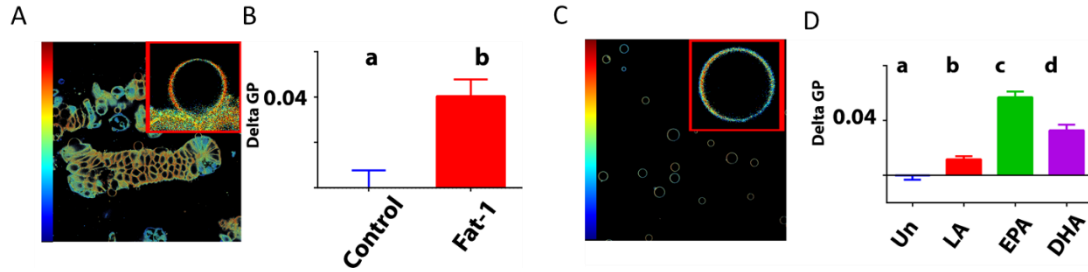 A
B
a
b
Delta GP
0.04
Control
Fat-1
C
D
a
b
c
d
Delta GP
0.04
Un
LA
EPA
DHA